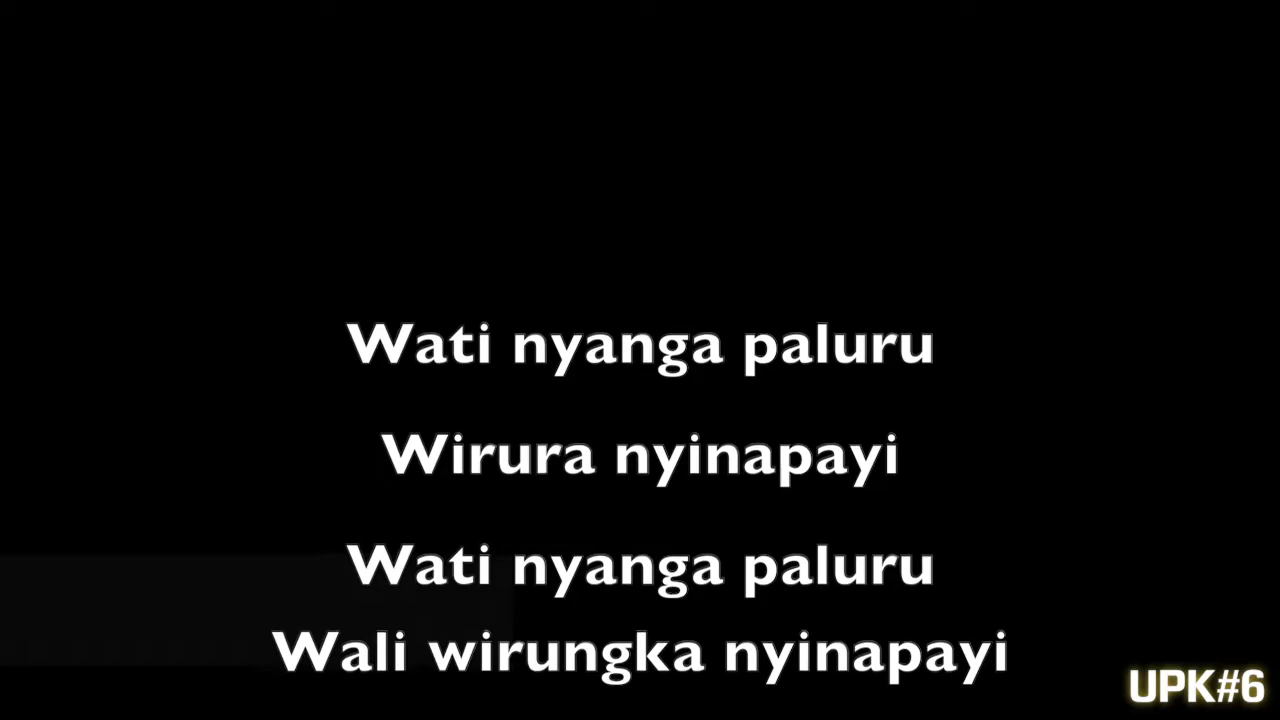 Wati nyanga paluru
Wirura nyinapayi
Wati nyanga paluru
Wali wirungka nyinapayi
UPK#6